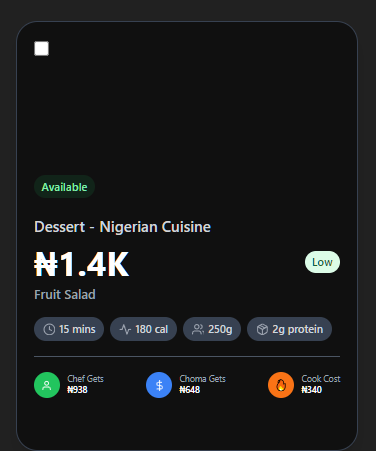 Available
Dessert - Nigerian Cuisine
₦1.4K
Low
Fruit Salad
15 mins
180 cal
250g
2g protein
Chef Gets
₦938
Choma Gets
₦648
Cook Cost
₦340